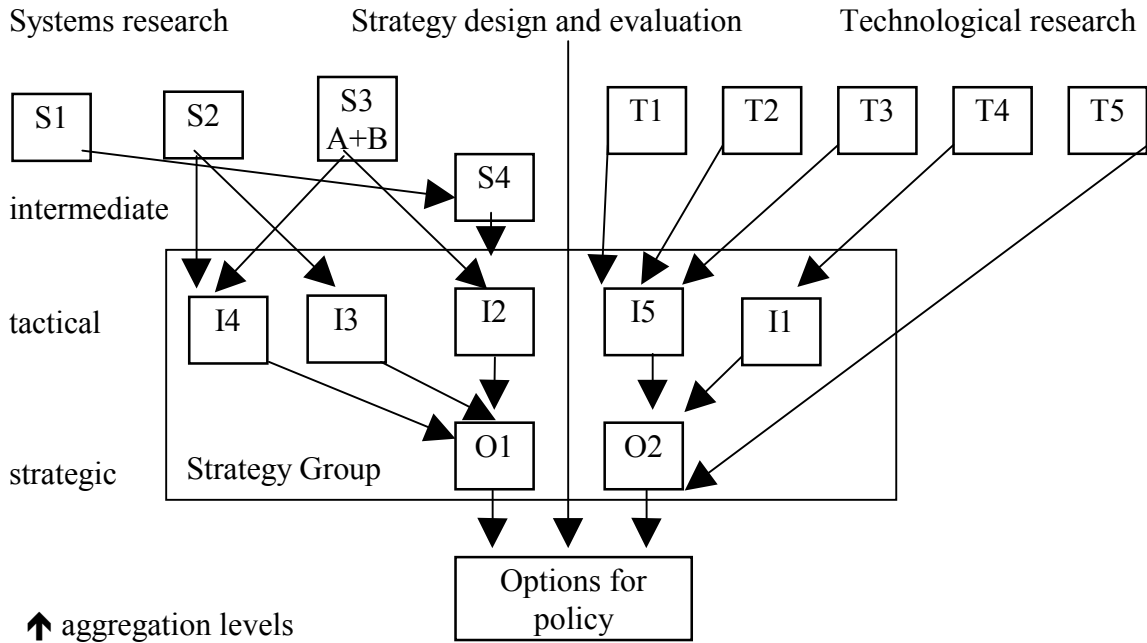 Systems research
Strategy design and evaluation
Technological research
S1
S2
S3
A+B
T1
T2
T3
T4
T5
S4
intermediate
tactical
I4
I3
I2
I5
I1
O1
O2
strategic
Strategy Group
Options for
policy
↑ aggregation levels